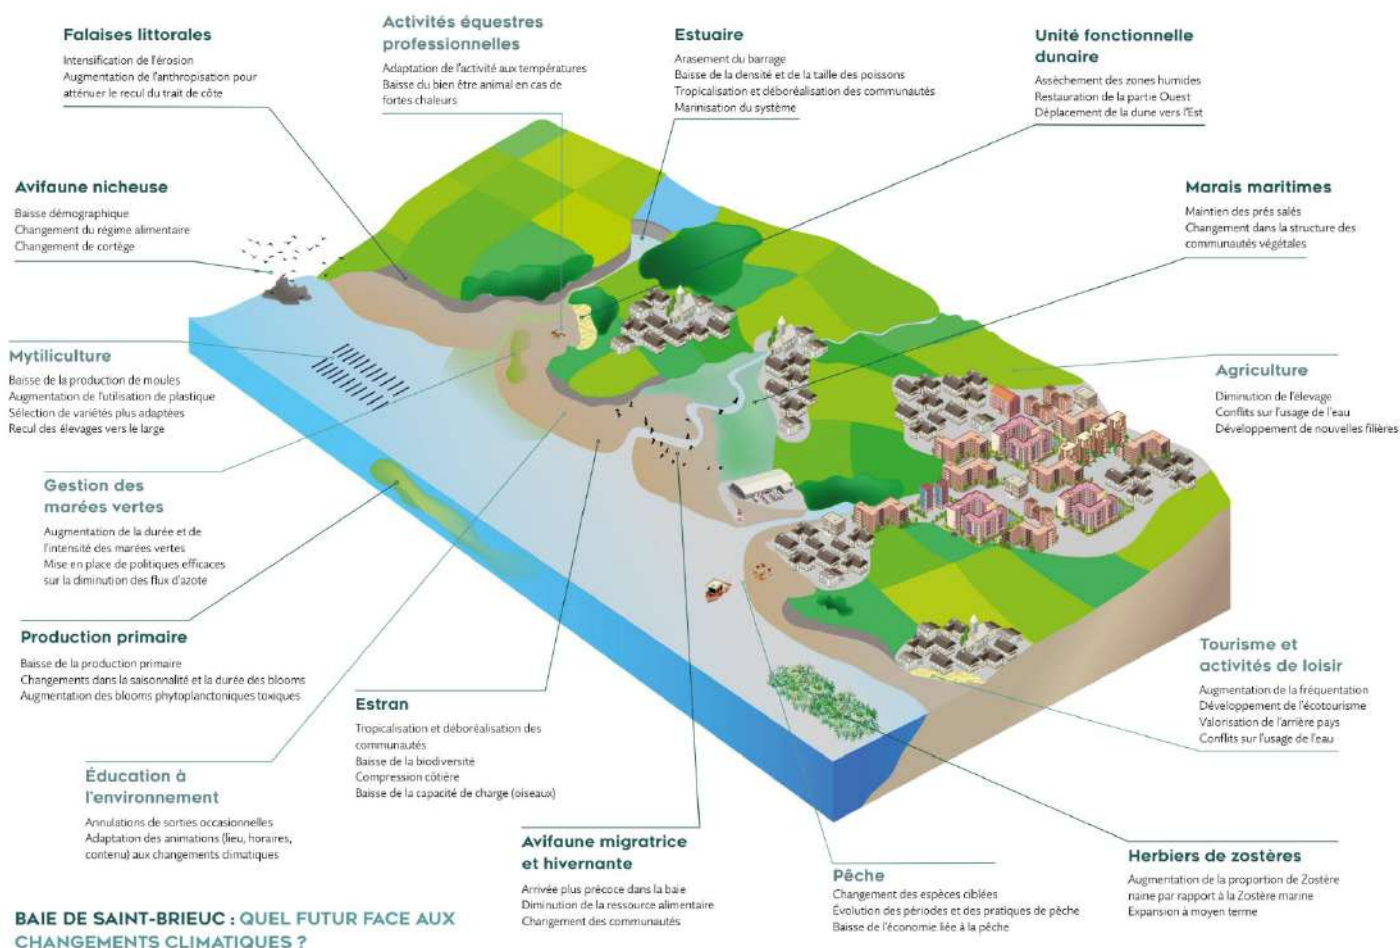 Falaises littorales
Intensification de l'érosion
Augmentation de l'anthropisation pour
atténuer le recul du trait de côte
Activités équestres
professionnelles
Adaptation de l'activité aux températures
Baisse du bien être animal en cas de
fortes chaleurs
Estuaire
Arasement du barrage
Baisse de la densité et de la taille des poissons
Tropicalisation et déboréalisation des communautés
Marinisation du système
Unité fonctionnelle
dunaire
Assèchement des zones humides
Restauration de la partie Ouest
Déplacement de la dune vers l'Est
Avifaune nicheuse
Baisse démographique
Changement du régime alimentaire
Changement de cortège
Marais maritimes
Maintien des prés salés
Changement dans la structure des
communautés végétales
Mytiliculture
Baisse de la production de moules
Augmentation de l'utilisation de plastique
Sélection de variétés plus adaptées
Recul des élevages vers le large
Agriculture
Diminution de l'élevage
Conflits sur l'usage de l'eau
Développement de nouvelles filières
Gestion des
marées vertes
Augmentation de la durée et de
l'intensité des marées vertes
Mise en place de politiques efficaces
sur la diminution des flux d'azote
Production primaire
Baisse de la production primaire
Changements dans la saisonnalité et la durée des blooms
Augmentation des blooms phytoplanctoniques toxiques
Estran
Tropicalisation et déboréalisation des
communautés
Baisse de la biodiversité
Compression côtière
Baisse de la capacité de charge (oiseaux)
Tourisme et
activités de loisir
Augmentation de la fréquentation
Développement de l'écotourisme
Valorisation de l'arrière pays
Conflits sur l'usage de l'eau
Éducation à
l'environnement
Annulations de sorties occasionnelles
Adaptation des animations (lieu, horaires,
contenu) aux changements climatiques
Avifaune migratrice
et hivernante
Arrivée plus précoce dans la baie
Diminution de la ressource alimentaire
Changement des communautés
Pêche
Changement des espèces ciblées
Évolution des périodes et des pratiques de pêche
Baisse de l'économie liée à la pêche
Herbiers de zostères
Augmentation de la proportion de Zostère
naine par rapport à la Zostère marine
Expansion à moyen terme
BAIE DE SAINT-BRIEUC : QUEL FUTUR FACE AUX
CHANGEMENTS CLIMATIQUES ?